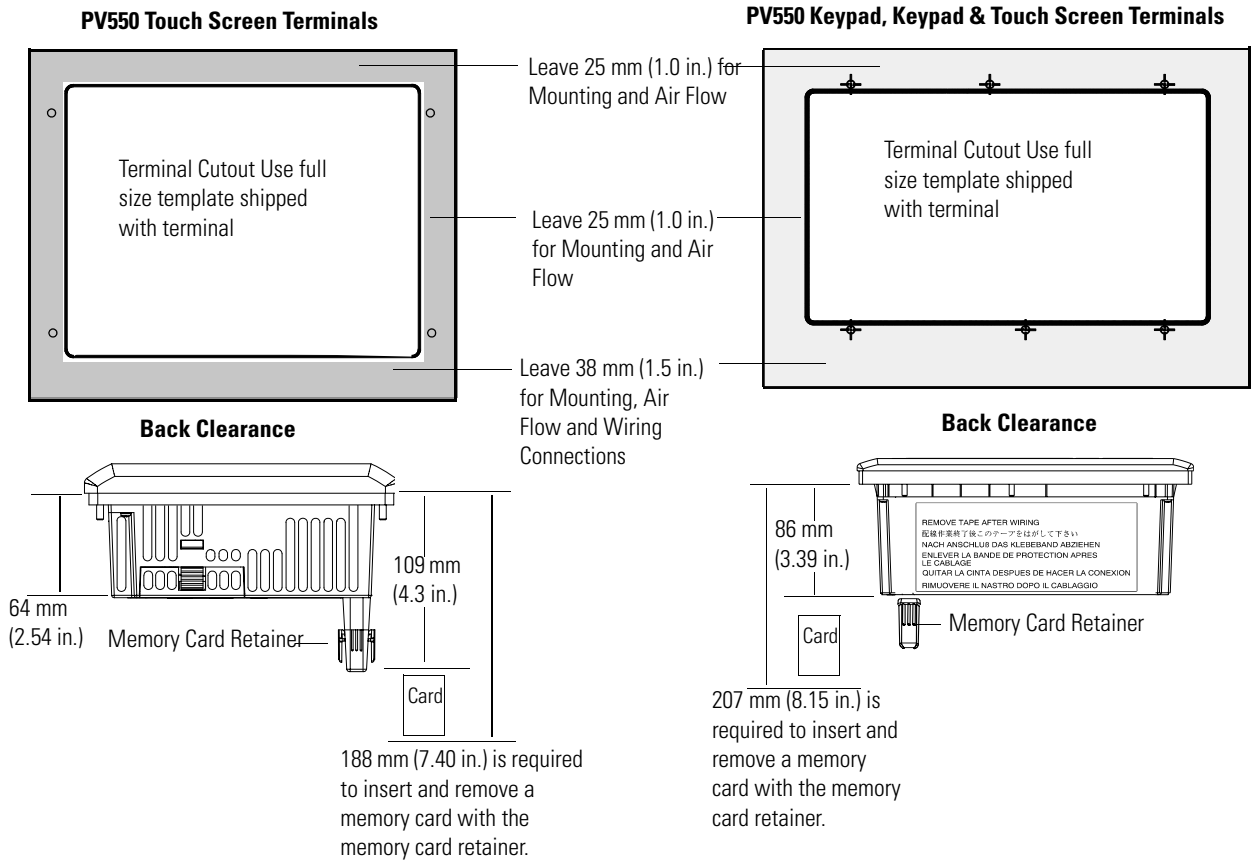 PV550 Touch Screen Terminals
PV550 Keypad, Keypad & Touch Screen Terminals
Leave 25 mm (1.0 in.) for
Mounting and Air Flow
Terminal Cutout Use full
size template shipped
with terminal
Terminal Cutout Use full
size template shipped
with terminal
Leave 25 mm (1.0 in.)
for Mounting and Air
Flow
Leave 38 mm (1.5 in.)
for Mounting, Air
Flow and Wiring
Connections
Back Clearance
64 mm
(2.54 in.)
109 mm
(4.3 in.)
Memory Card Retainer
Card
188 mm (7.40 in.) is required
to insert and remove a
memory card with the
memory card retainer.
Back Clearance
86 mm
(3.39 in.)
REMOVE TAPE AFTER WIRING
配線作業終了後このテープをはがして下さい
NACH ANSCHLUß DAS KLEBEBAND ABZIEHEN
ENLEVER LA BANDE DE PROTECTION APRES
LE CABLAGE
QUITAR LA CINTA DESPUES DE HACER LA CONEXION
RIMUOVERE IL NASTRO DOPO IL CABLAGGIO
Card
Memory Card Retainer
207 mm (8.15 in.) is
required to insert and
remove a memory
card with the memory
card retainer.